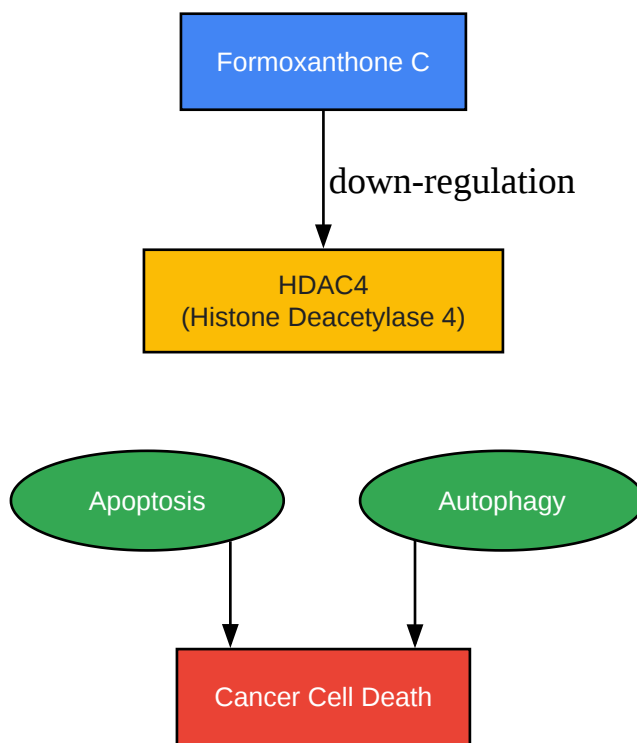 Formoxanthone C
down-regulation
HDAC4
(Histone Deacetylase 4)
Apoptosis
Autophagy
Cancer Cell Death